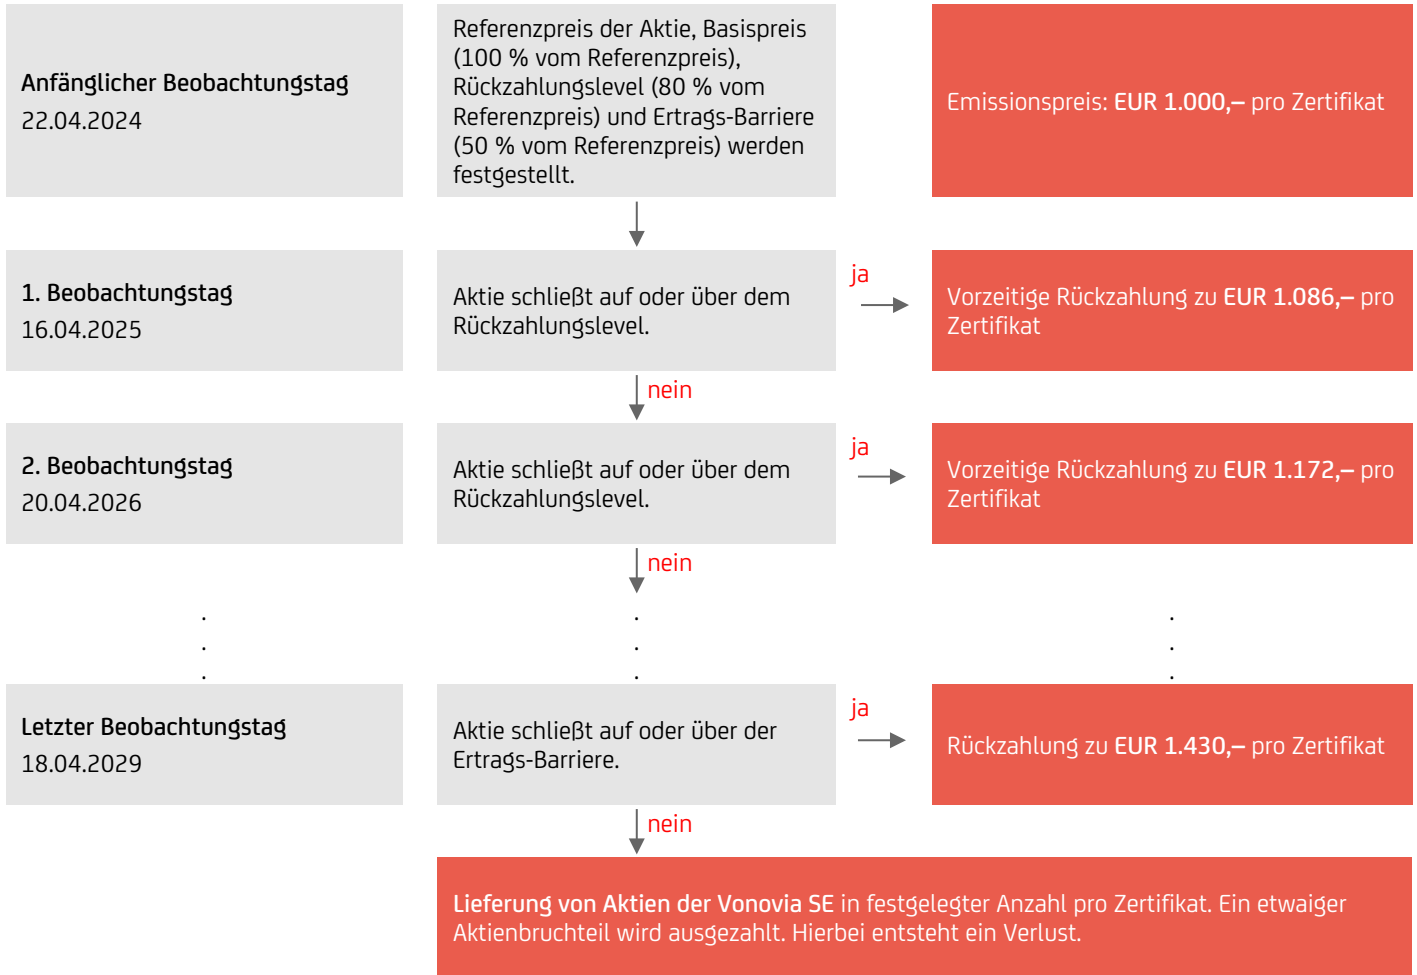 Anfänglicher Beobachtungstag
22.04.2024
Referenzpreis der Aktie, Basispreis
(100 % vom Referenzpreis),
Rückzahlungslevel (80 % vom
Referenzpreis) und Ertrags-Barriere
(50 % vom Referenzpreis) werden
festgestellt.
Emissionspreis: EUR 1.000,– pro Zertifikat
1. Beobachtungstag
16.04.2025
Aktie schließt auf oder über dem
Rückzahlungslevel.
ja
Vorzeitige Rückzahlung zu EUR 1.086,– pro
Zertifikat
nein
2. Beobachtungstag
20.04.2026
Aktie schließt auf oder über dem
Rückzahlungslevel.
ja
Vorzeitige Rückzahlung zu EUR 1.172,– pro
Zertifikat
nein
Letzter Beobachtungstag
18.04.2029
Aktie schließt auf oder über der
Ertrags-Barriere.
ja
Rückzahlung zu EUR 1.430,– pro Zertifikat
nein
Lieferung von Aktien der Vonovia SE in festgelegter Anzahl pro Zertifikat. Ein etwaiger
Aktienbruchteil wird ausgezahlt. Hierbei entsteht ein Verlust.